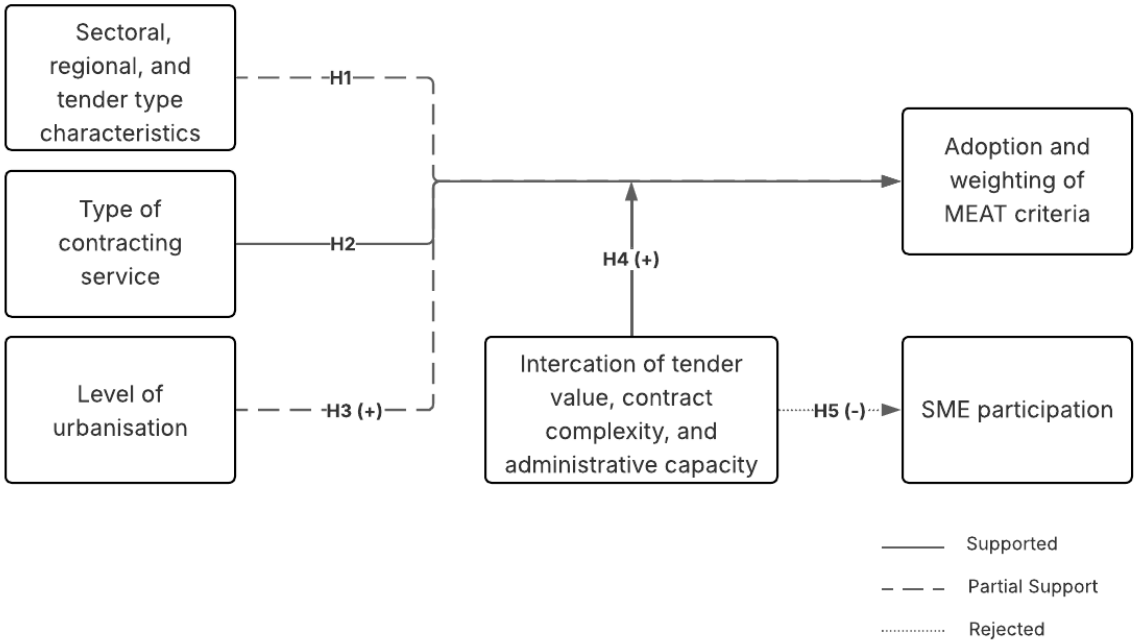 Sectoral,
regional, and
tender type
characteristics
H1
Type of
contracting
service
H2
Level of
urbanisation
H3 (+)
Adoption and
weighting of
MEAT criteria
H4 (+)
Intercation of tender
value, contract
complexity, and
administrative capacity
H5 (-)
SME participation
Supported
Partial Support
Rejected